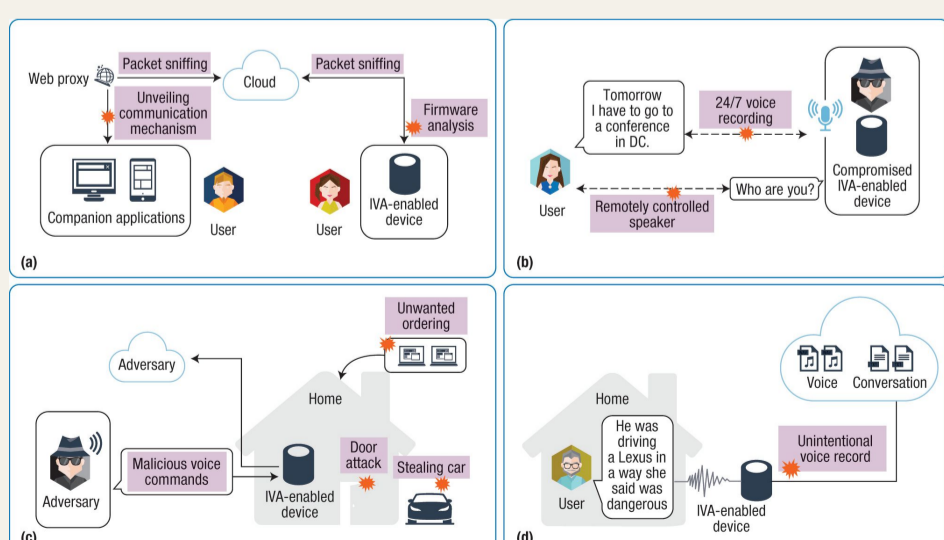 Packet sniffing
Packet sniffing
Web proxy
Cloud
Unveiling
communication
mechanism
Firmware
analysis
Companion applications
User
User
IVA-enabled
device
(a)
Tomorrow
I have to go to
a conference
in DC.
24/7 voice
recording
Compromised
IVA-enabled
device
Who are you?
User
Remotely controlled
speaker
(b)
Unwanted
ordering
Adversary
Home
Malicious voice
commands
Adversary
IVA-enabled
device
Door
attack
Stealing car
(c)
Voice
Conversation
Home
He was
driving
a Lexus in
a way she
said was
dangerous
User
Unintentional
voice record
IVA-enabled
device
(d)